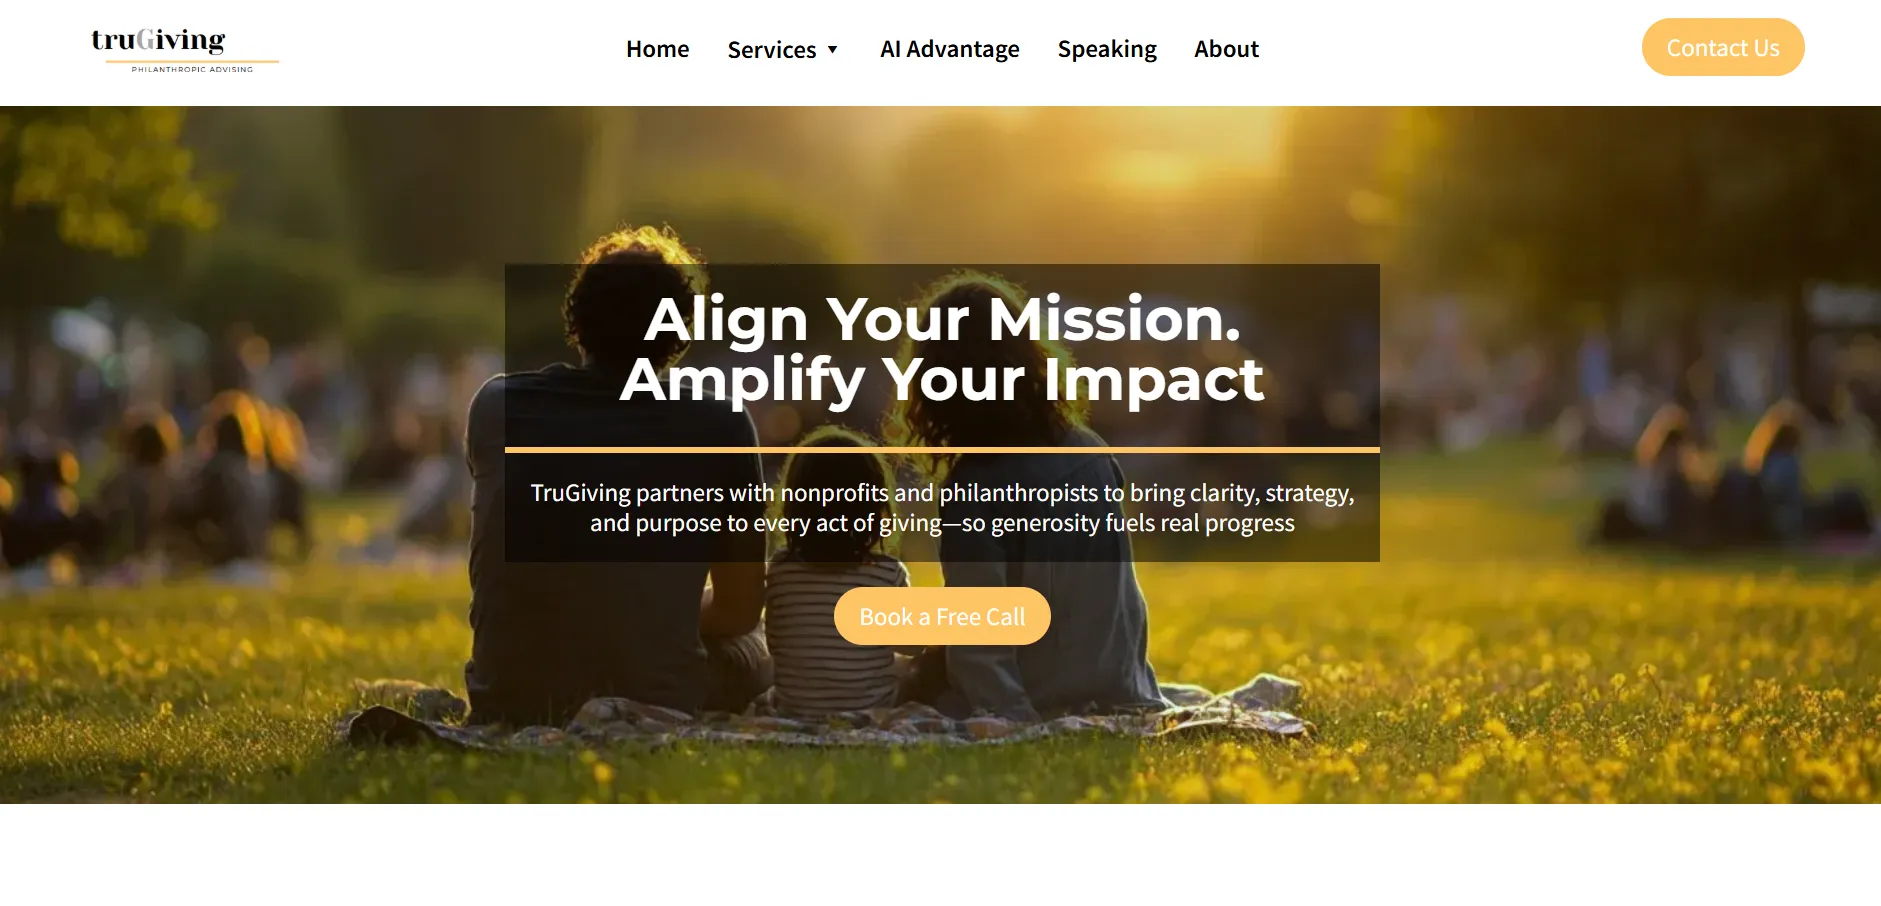 truGiving
PHILANTHROPIC ADVISING
Home
Services
AI Advantage
Speaking
About
Contact Us
Align Your Mission.
Amplify Your Impact
TruGiving partners with nonprofits and philanthropists to bring clarity, strategy,
and purpose to every act of giving—so generosity fuels real progress
Book a Free Call